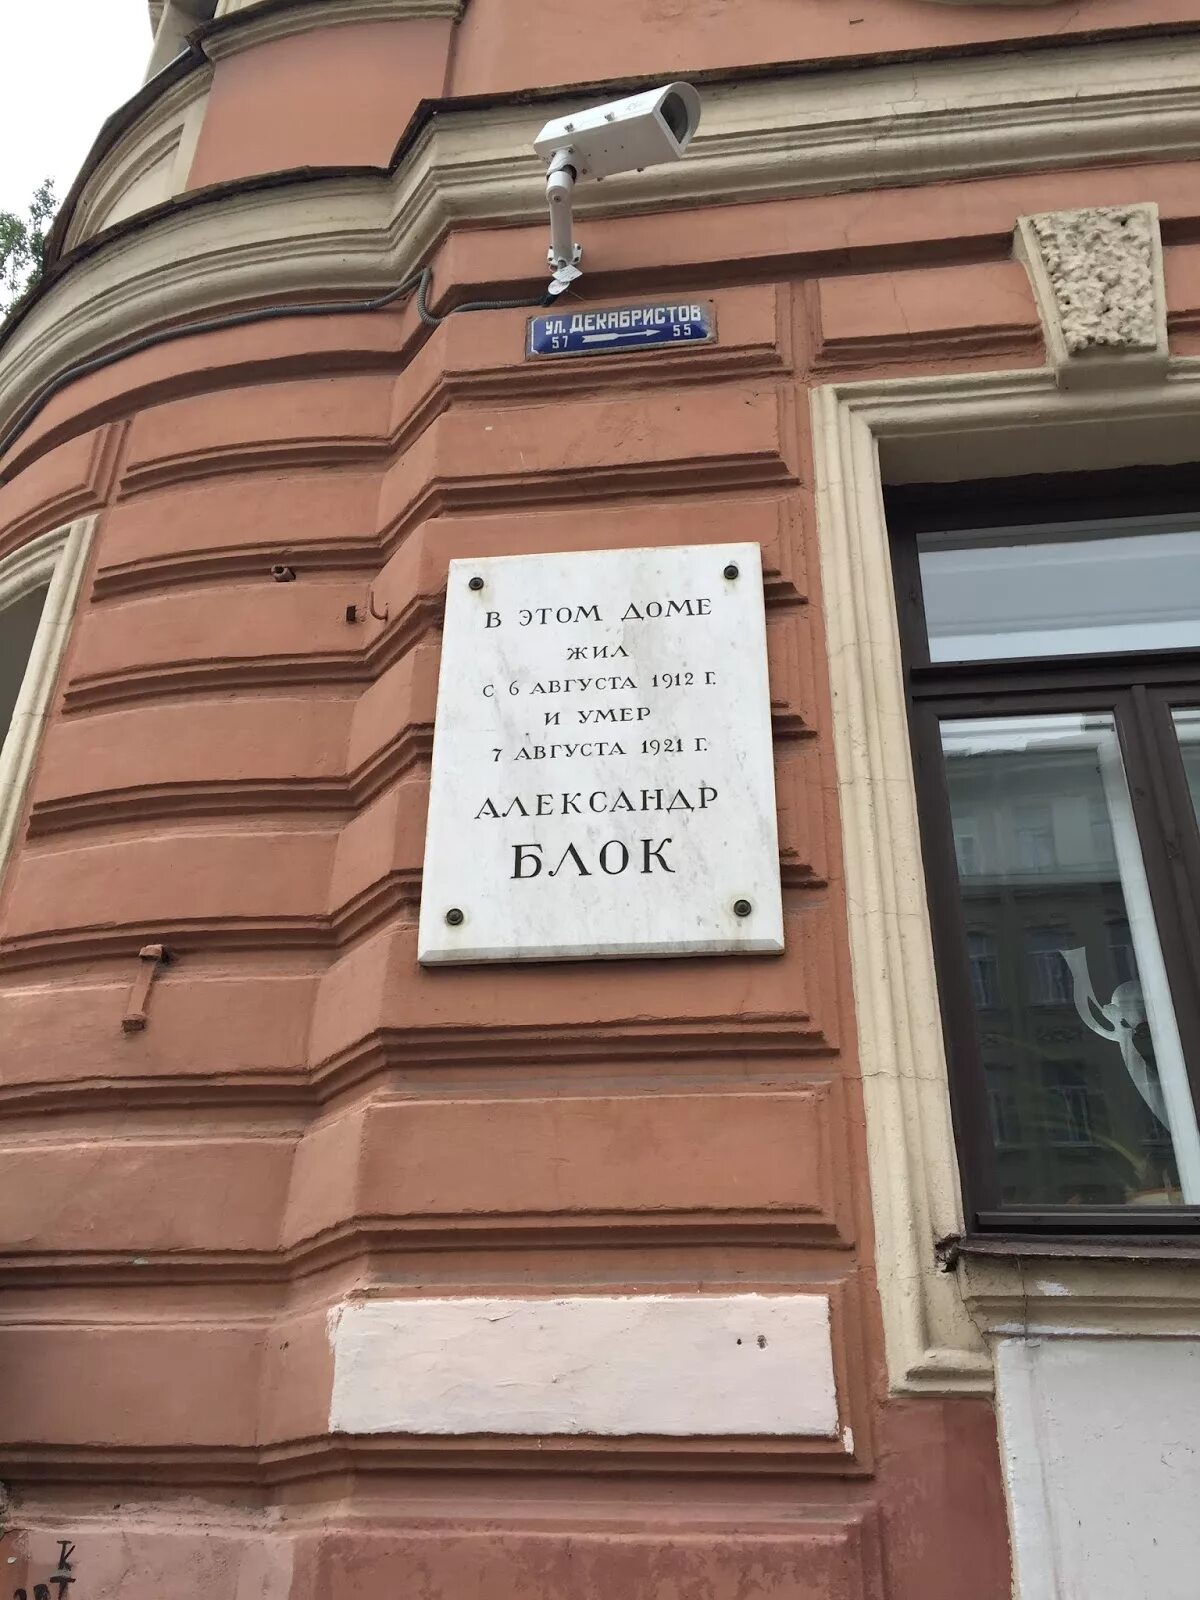 УЛ. ДЕКАБРИСТОВ
57 55
В ЭТОМ ДОМЕ
ЖИЛ
С 6 АВГУСТА 1912 Г.
И УМЕР
7 АВГУСТА 1921 Г.
АЛЕКСАНДР
БЛОК